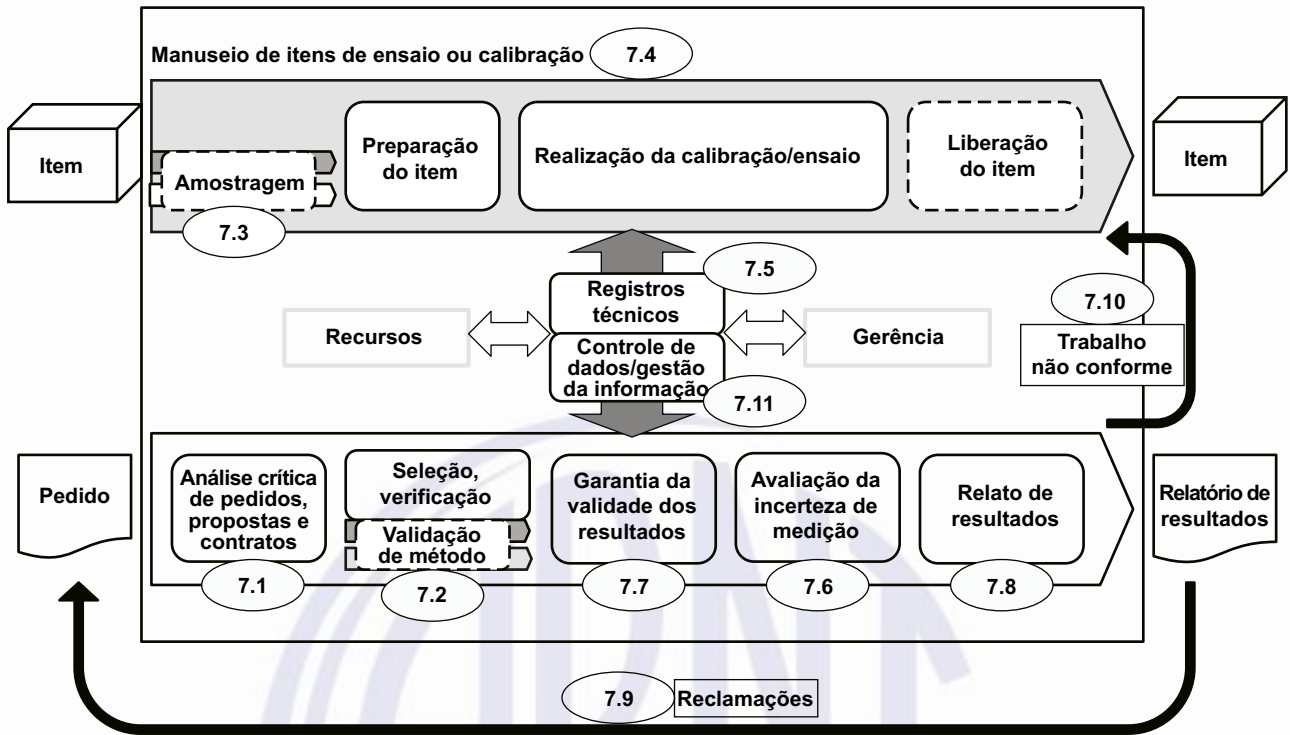 Manuseio de itens de ensaio ou calibração
7.4
Item
Amostragem
7.3
Preparação
do item
Realização da calibração/ensaio
Liberação
do item
Item
7.5
Registros
técnicos
Recursos
Gerência
Controle de
dados/gestão
da informação
7.11
7.10
Trabalho
não conforme
Pedido
Análise crítica
de pedidos,
propostas e
contratos
7.1
Seleção,
verificação
Validação
de método
7.2
Garantia da
validade dos
resultados
7.7
Avaliação da
incerteza de
medição
7.6
Relato de
resultados
7.8
Relatório de
resultados
7.9
Reclamações